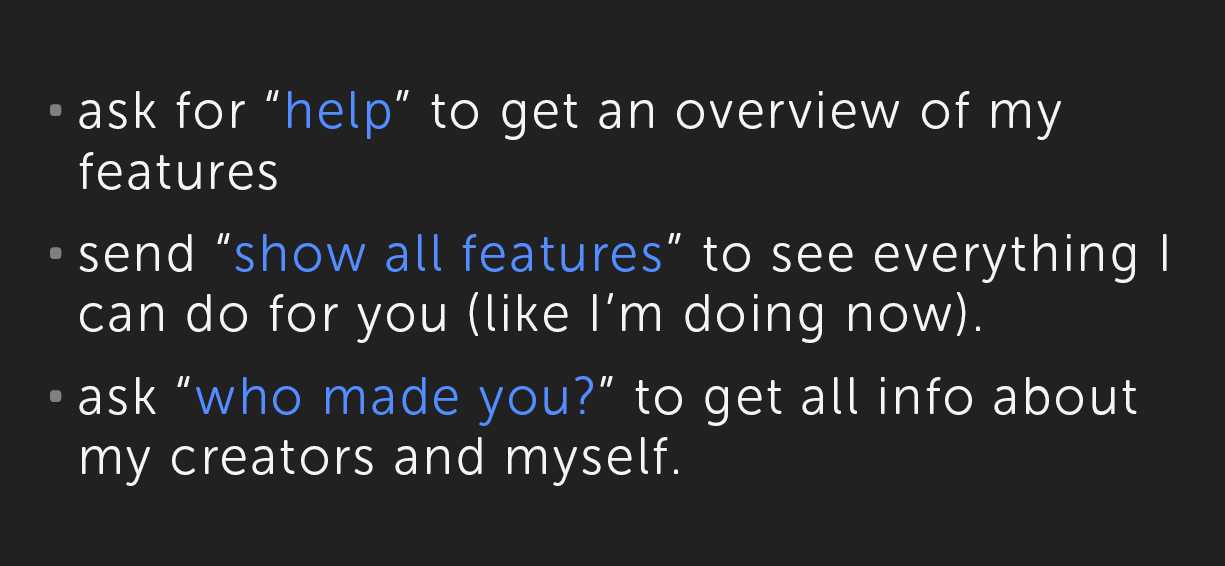 ▪ ask for “help” to get an overview of my
features
▪ send “show all features” to see everything I
can do for you (like I’m doing now).
▪ ask “who made you?” to get all info about
my creators and myself.